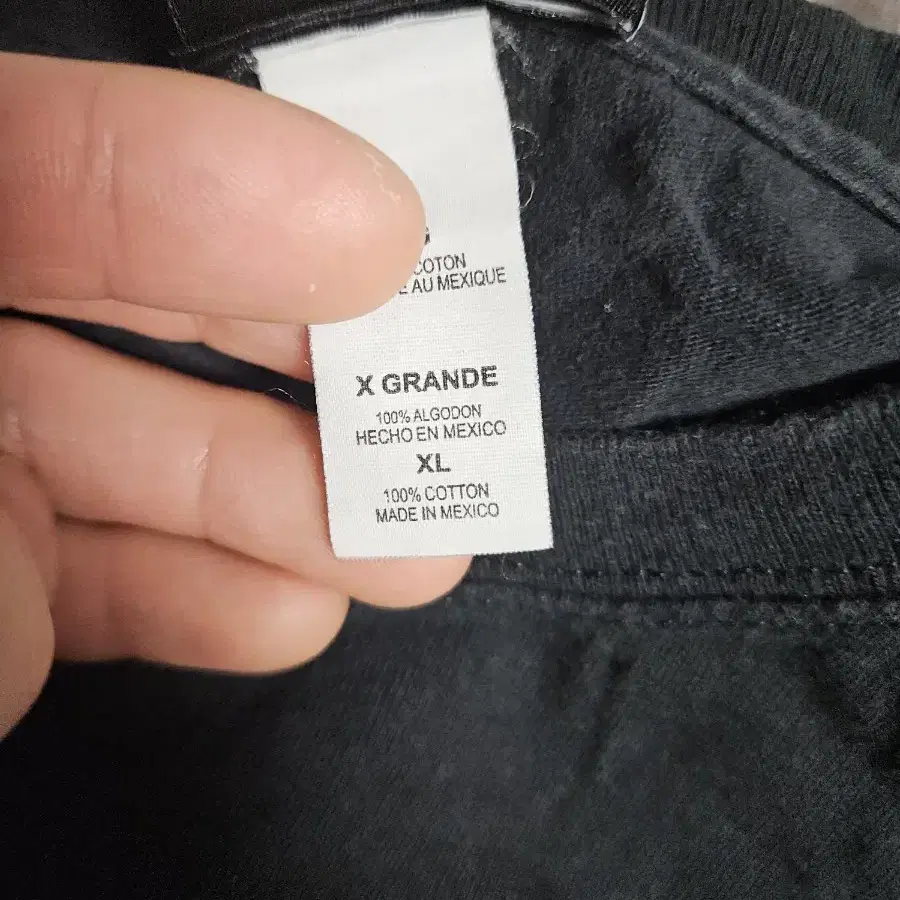 COTON
AU MEXIQUE
X GRANDE
100% ALGODON
HECHO EN MEXICO
XL
100% COTTON
MADE IN MEXICO